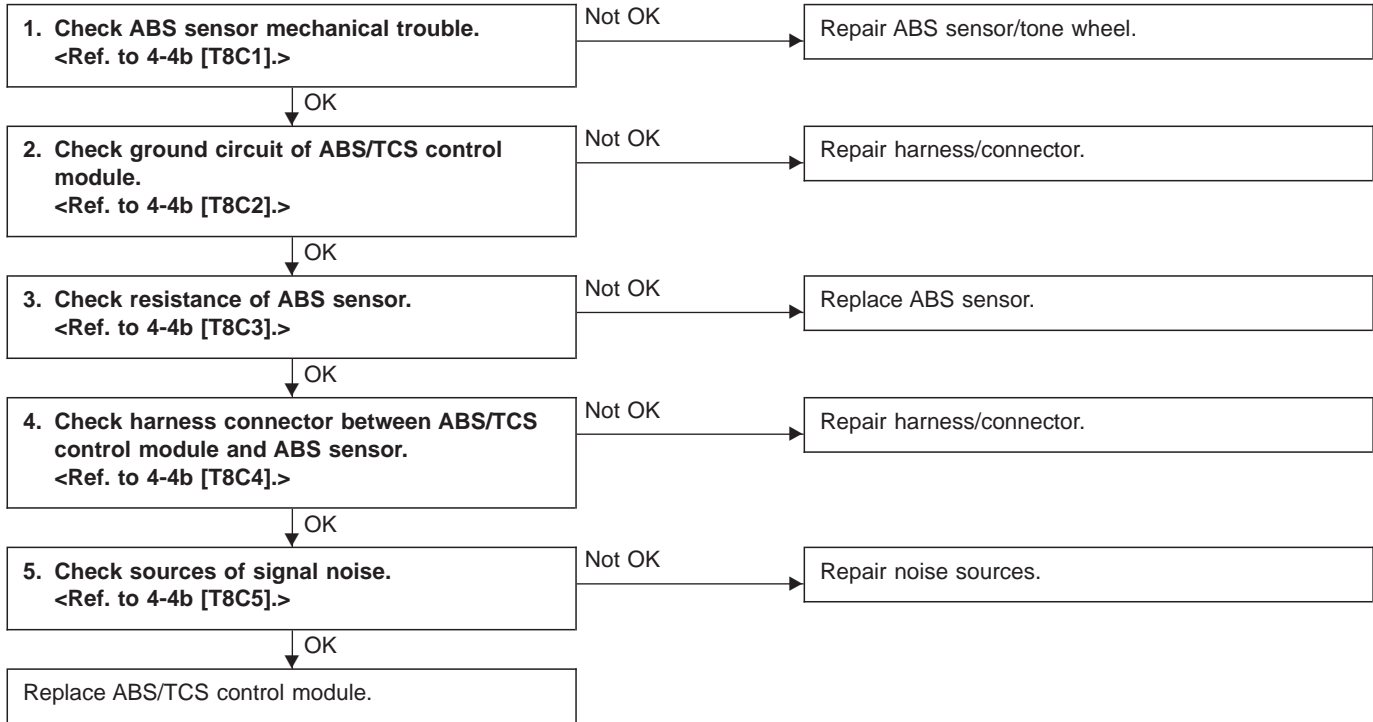 1. Check ABS sensor mechanical trouble.
<Ref. to 4-4b [T8C1].>
Not OK
Repair ABS sensor/tone wheel.
OK
2. Check ground circuit of ABS/TCS control
module.
<Ref. to 4-4b [T8C2].>
Not OK
Repair harness/connector.
OK
3. Check resistance of ABS sensor.
<Ref. to 4-4b [T8C3].>
Not OK
Replace ABS sensor.
OK
4. Check harness connector between ABS/TCS
control module and ABS sensor.
<Ref. to 4-4b [T8C4].>
Not OK
Repair harness/connector.
OK
5. Check sources of signal noise.
<Ref. to 4-4b [T8C5].>
Not OK
Repair noise sources.
OK
Replace ABS/TCS control module.